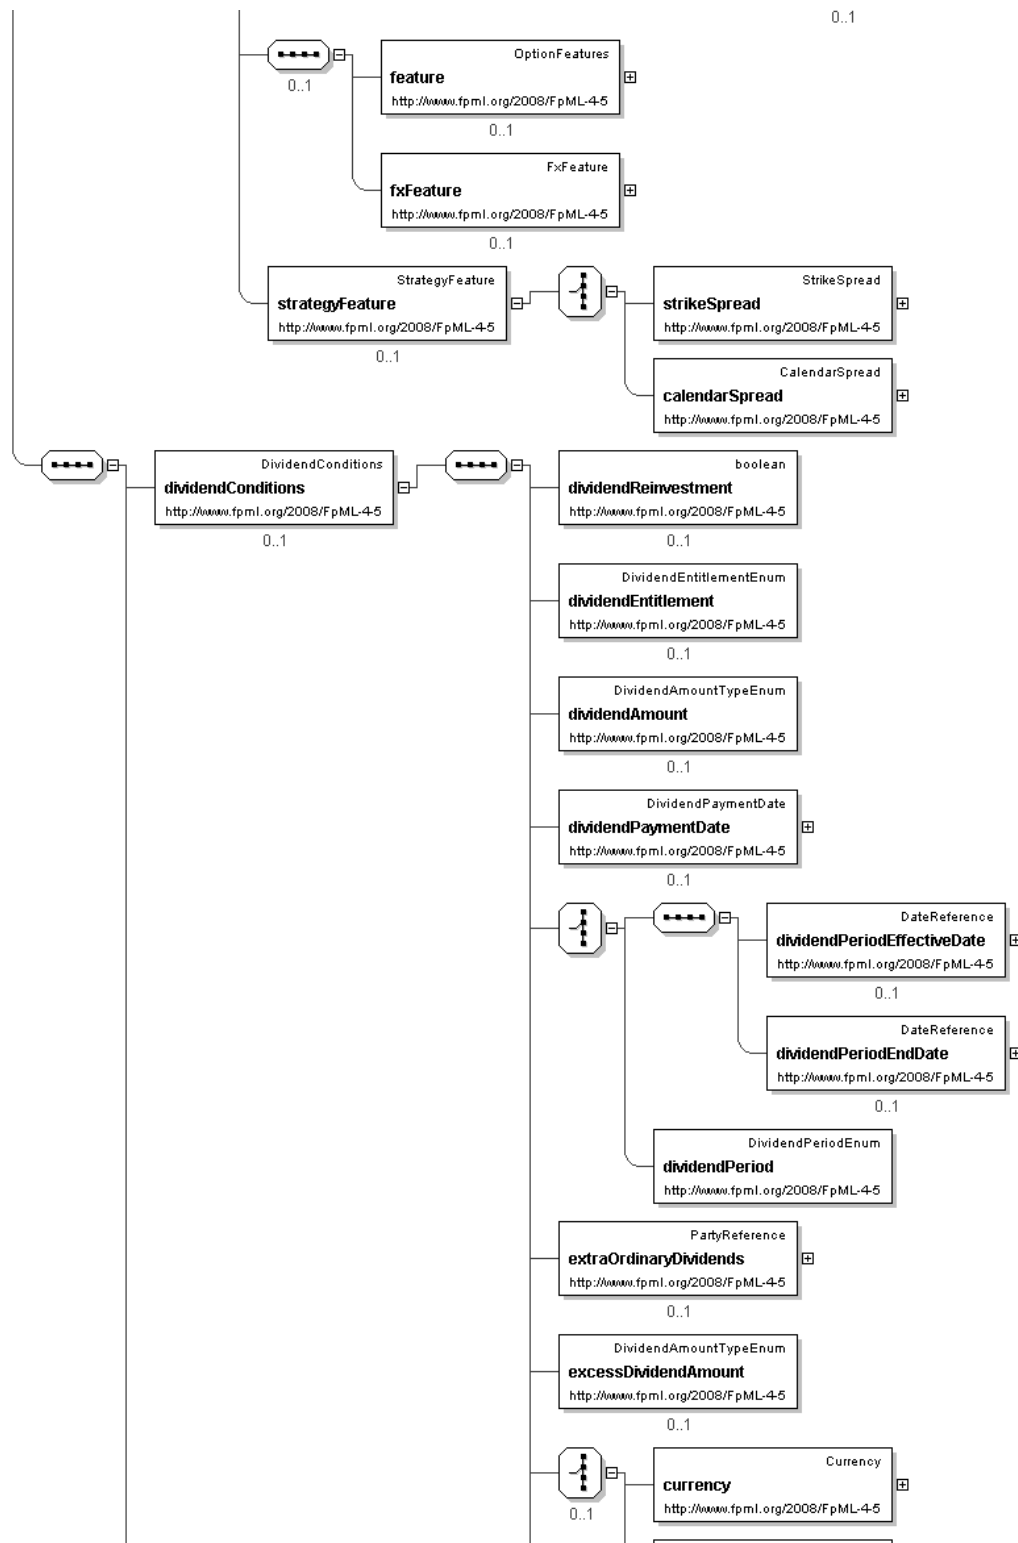 0..1
OptionFeatures
feature
http://www.fpml.org/2008/FpML-4-5
0..1
0..1
FxFeature
fxFeature
http://www.fpml.org/2008/FpML-4-5
0..1
StrategyFeature
strategyFeature
http://www.fpml.org/2008/FpML-4-5
0..1
StrikeSpread
strikeSpread
http://www.fpml.org/2008/FpML-4-5
CalendarSpread
calendarSpread
http://www.fpml.org/2008/FpML-4-5
DividendConditions
dividendConditions
http://www.fpml.org/2008/FpML-4-5
0..1
boolean
dividendReinvestment
http://www.fpml.org/2008/FpML-4-5
0..1
DividendEntitlementEnum
dividendEntitlement
http://www.fpml.org/2008/FpML-4-5
0..1
DividendAmountTypeEnum
dividendAmount
http://www.fpml.org/2008/FpML-4-5
0..1
DividendPaymentDate
dividendPaymentDate
http://www.fpml.org/2008/FpML-4-5
0..1
DateReference
dividendPeriodEffectiveDate
http://www.fpml.org/2008/FpML-4-5
0..1
DateReference
dividendPeriodEndDate
http://www.fpml.org/2008/FpML-4-5
0..1
DividendPeriodEnum
dividendPeriod
http://www.fpml.org/2008/FpML-4-5
PartyReference
extraOrdinaryDividends
http://www.fpml.org/2008/FpML-4-5
0..1
DividendAmountTypeEnum
excessDividendAmount
http://www.fpml.org/2008/FpML-4-5
0..1
0..1
Currency
currency
http://www.fpml.org/2008/FpML-4-5